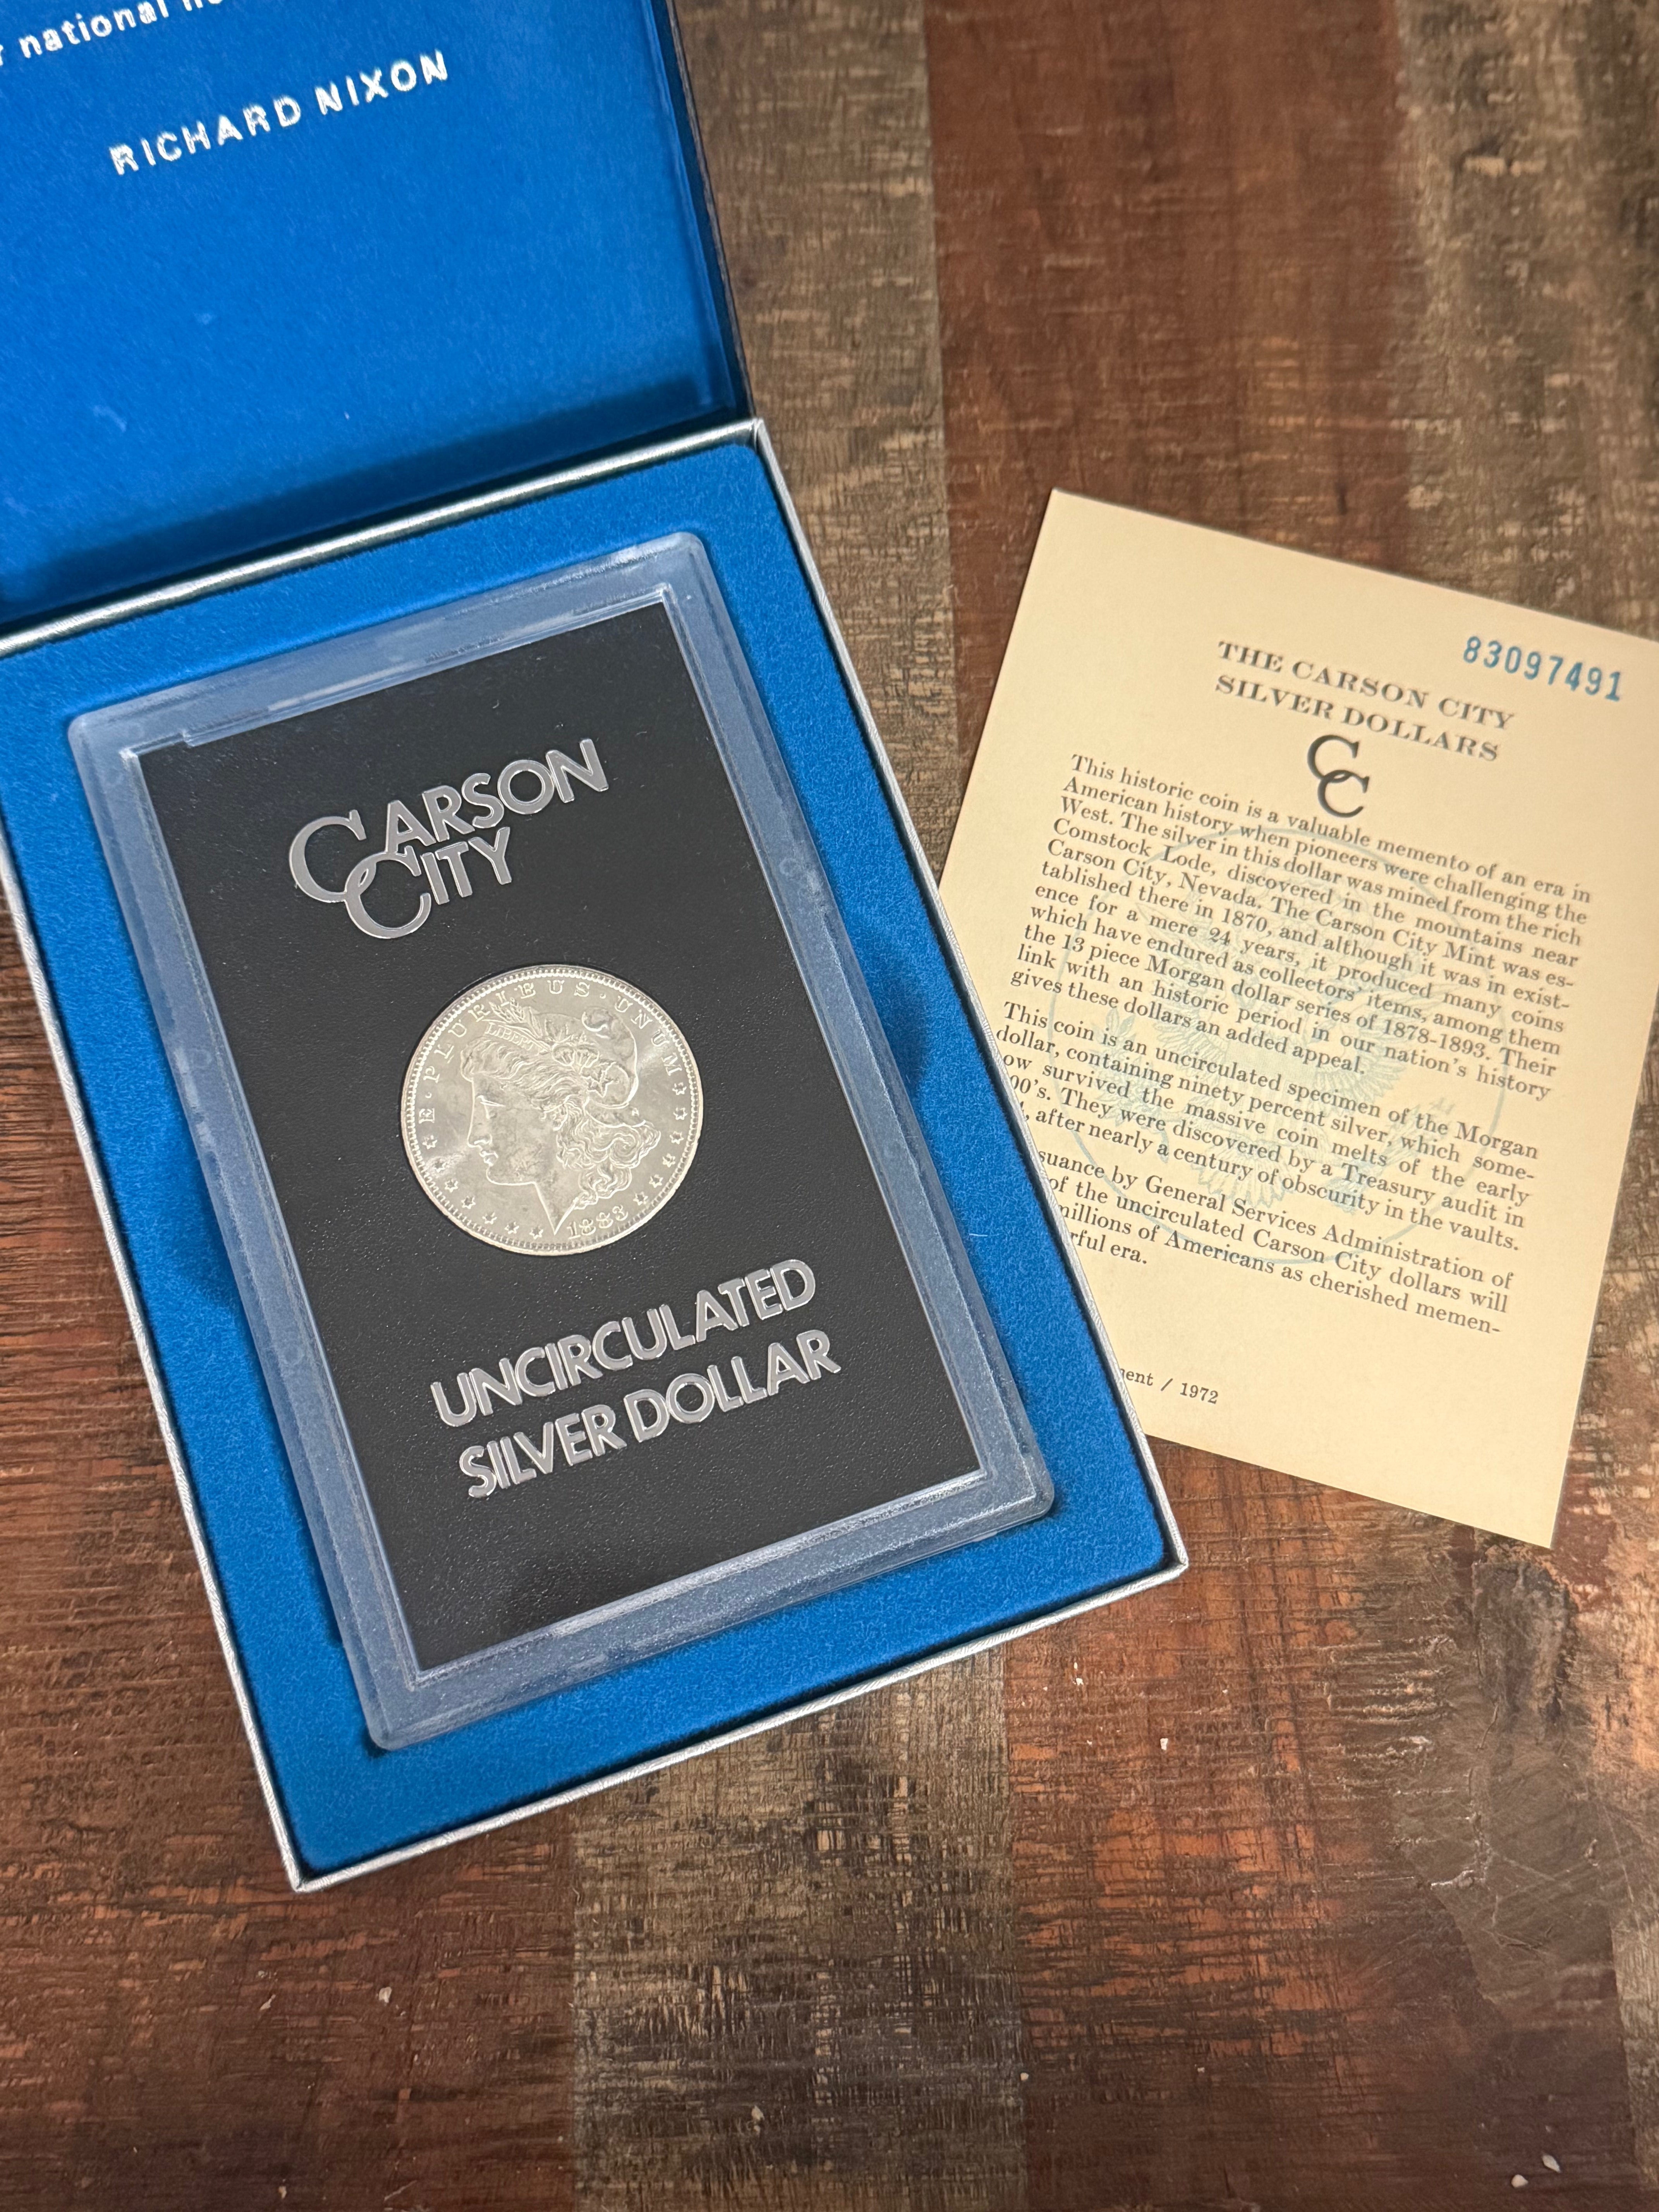 r national
RICHARD NIXON
CARSON
CITY
E · PLURIBUS · UNUM
LIBERTY
1883
UNCIRCULATED
SILVER DOLLAR
83097491
THE CARSON CITY
SILVER DOLLARS
CC
This historic coin is a valuable memento of an era in
American history when pioneers were challenging the
West. The silver in this dollar was mined from the rich
Comstock Lode, discovered in the mountains near
Carson City, Nevada. The Carson City Mint was es-
tablished there in 1870, and although it was in exist-
ence for a mere 24 years, it produced many coins
which have endured as collectors' items, among them
the 13 piece Morgan dollar series of 1878-1893. Their
link with an historic period in our nation's history
gives these dollars an added appeal.
This coin is an uncirculated specimen of the Morgan
dollar, containing ninety percent silver, which some-
ow survived the massive coin melts of the early
00's. They were discovered by a Treasury audit in
, after nearly a century of obscurity in the vaults.
suance by General Services Administration of
of the uncirculated Carson City dollars will
millions of Americans as cherished memen-
rful era.
ent / 1972